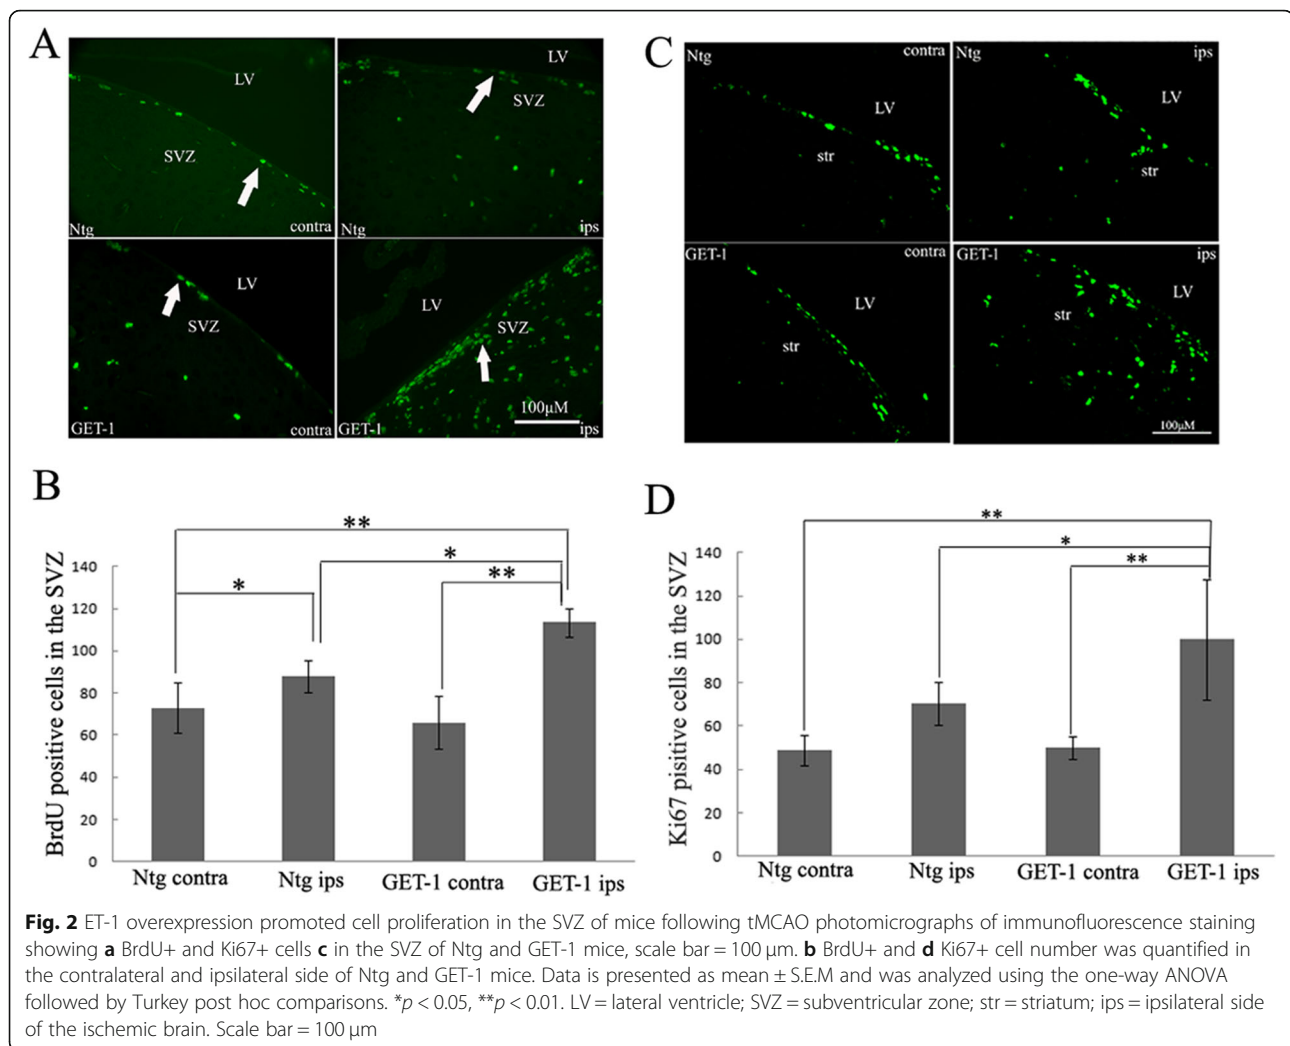 A
LV
SVZ
Ntg
contra
LV
SVZ
Ntg
ips
LV
SVZ
GET-1
contra
LV
SVZ
100μM
GET-1
ips
C
Ntg
contra
LV
str
Ntg
ips
LV
str
GET-1
contra
LV
str
GET-1
ips
LV
str
100μM
B
BrdU positive cells in the SVZ
140
120
100
80
60
40
20
0
**
*
*
**
Ntg contra
Ntg ips
GET-1 contra
GET-1 ips
D
Ki67 pisitive cells in the SVZ
140
120
100
80
60
40
20
0
**
*
**
Ntg contra
Ntg ips
GET-1 contra
GET-1 ips
Fig. 2 ET-1 overexpression promoted cell proliferation in the SVZ of mice following tMCAO photomicrographs of immunofluorescence staining
showing a BrdU+ and Ki67+ cells c in the SVZ of Ntg and GET-1 mice, scale bar = 100 μm. b BrdU+ and d Ki67+ cell number was quantified in
the contralateral and ipsilateral side of Ntg and GET-1 mice. Data is presented as mean ± S.E.M and was analyzed using the one-way ANOVA
followed by Turkey post hoc comparisons. *p < 0.05, **p < 0.01. LV = lateral ventricle; SVZ = subventricular zone; str = striatum; ips = ipsilateral side
of the ischemic brain. Scale bar = 100 μm